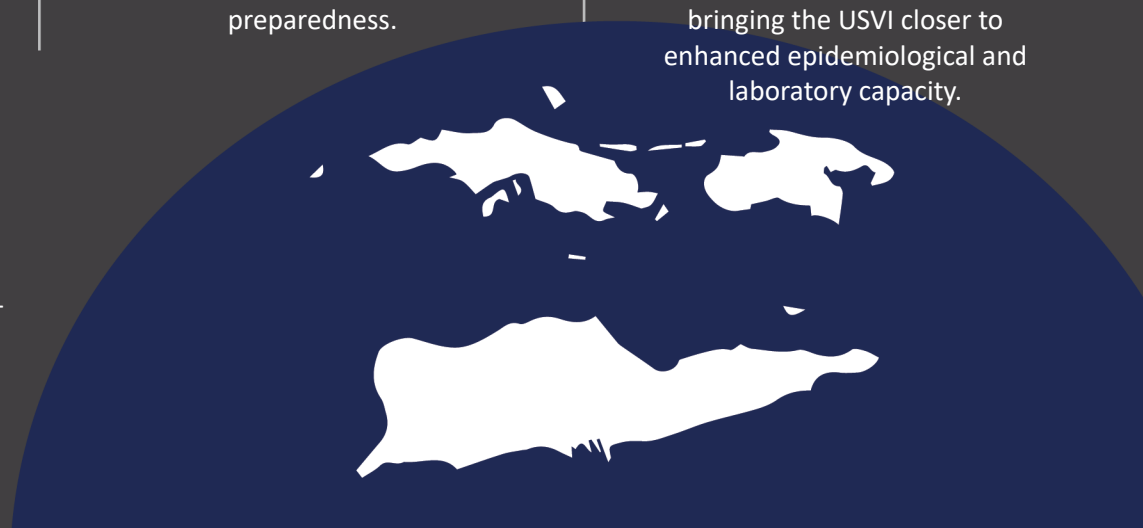 preparedness.
bringing the USVI closer to
enhanced epidemiological and
laboratory capacity.